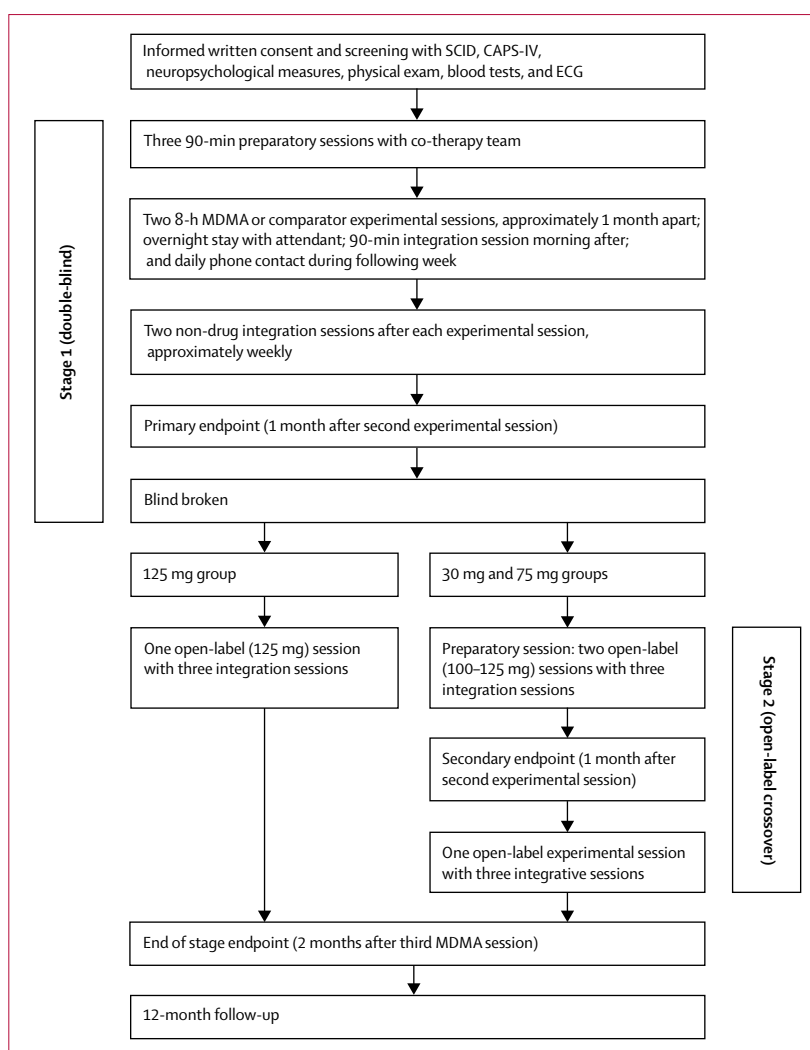 Informed written consent and screening with SCID, CAPS-IV,
neuropsychological measures, physical exam, blood tests, and ECG
Stage 1 (double-blind)
Three 90-min preparatory sessions with co-therapy team
Two 8-h MDMA or comparator experimental sessions, approximately 1 month apart;
overnight stay with attendant; 90-min integration session morning after;
and daily phone contact during following week
Two non-drug integration sessions after each experimental session,
approximately weekly
Primary endpoint (1 month after second experimental session)
Blind broken
125 mg group
30 mg and 75 mg groups
One open-label (125 mg) session
with three integration sessions
Preparatory session: two open-label
(100–125 mg) sessions with three
integration sessions
Secondary endpoint (1 month after
second experimental session)
One open-label experimental session
with three integrative sessions
Stage 2 (open-label crossover)
End of stage endpoint (2 months after third MDMA session)
12-month follow-up